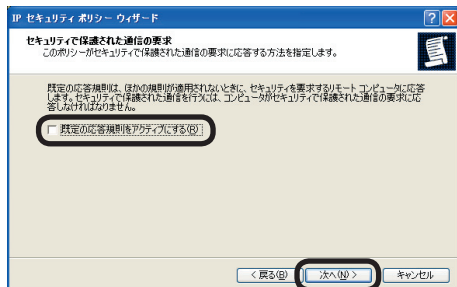 IP セキュリティ ポリシー ウィザード
セキュリティで保護された通信の要求
このポリシーがセキュリティで保護された通信の要求に応答する方法を指定します。
既定の応答規則は、ほかの規則が適用されないときに、セキュリティを要求するリモート コンピュータに応答
します。セキュリティで保護された通信を行うには、コンピュータがセキュリティで保護された通信の要求に応
答しなければなりません。
既定の応答規則をアクティブにする(R)
< 戻る(B)
次へ(N) >
キャンセル